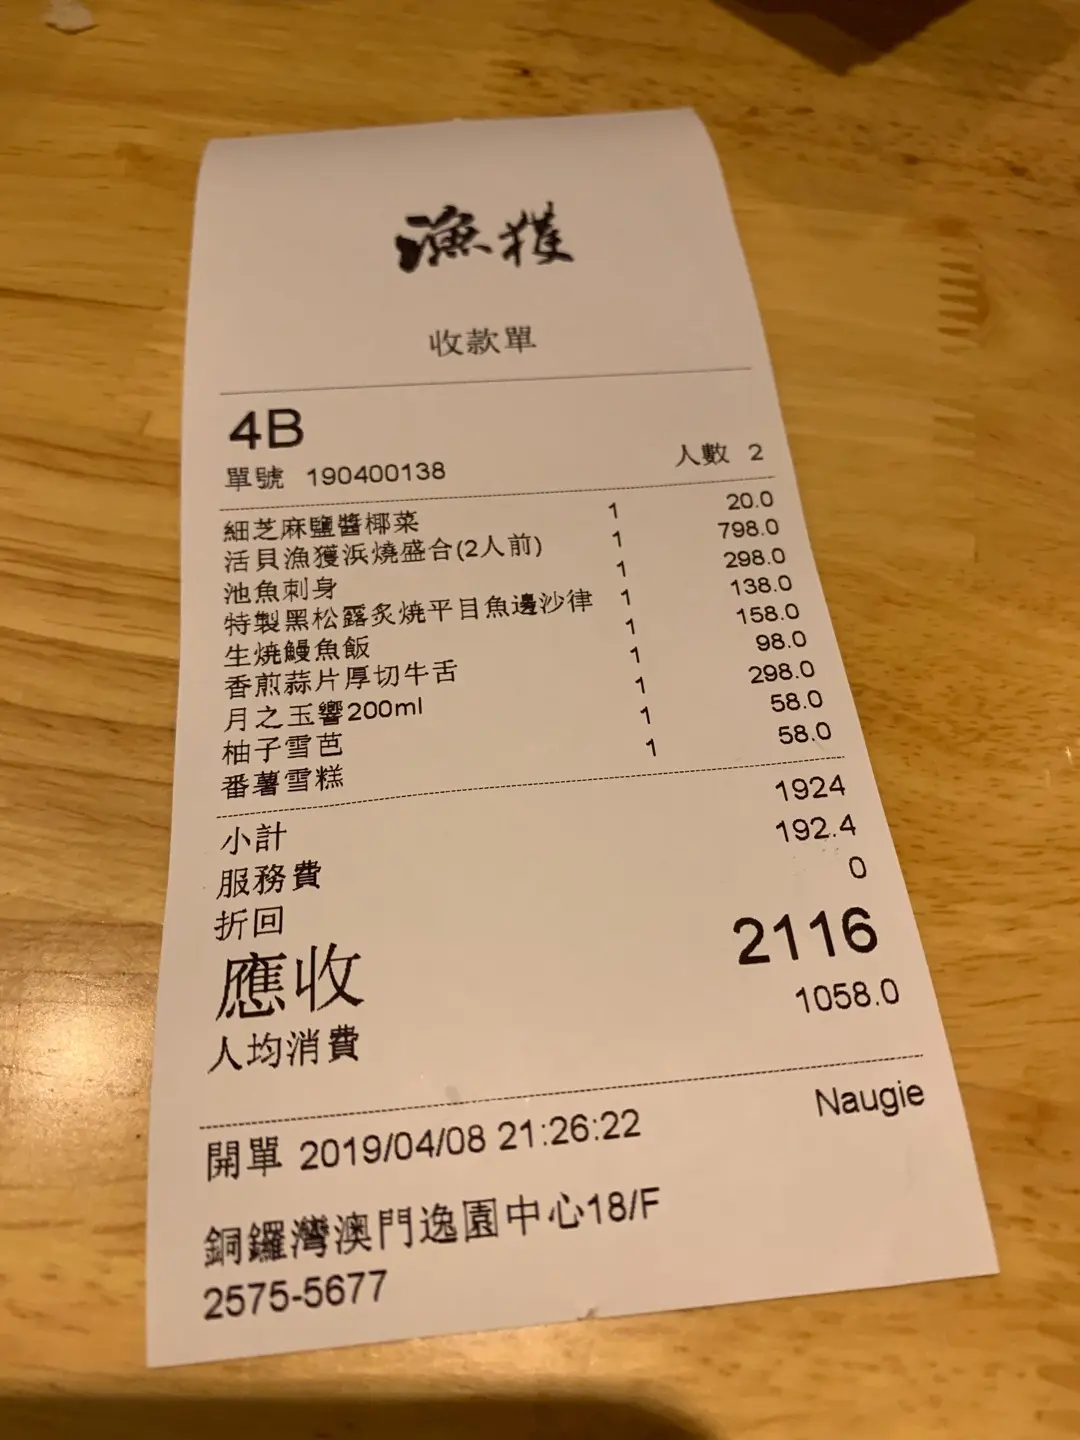 漁獲
收款單
4B
單號 190400138 人數 2
細芝麻鹽醬椰菜 1 20.0
活貝漁獲浜燒盛合(2人前) 1 798.0
池魚刺身 1 298.0
特製黑松露炙燒平目魚邊沙律 1 138.0
生燒鰻魚飯 1 158.0
香煎蒜片厚切牛舌 1 98.0
月之玉響200ml 1 298.0
柚子雪芭 1 58.0
番薯雪糕 1 58.0
小計 1924
服務費 192.4
折回 0
應收 2116
人均消費 1058.0
開單 2019/04/08 21:26:22 Naugie
銅鑼灣澳門逸園中心18/F
2575-5677